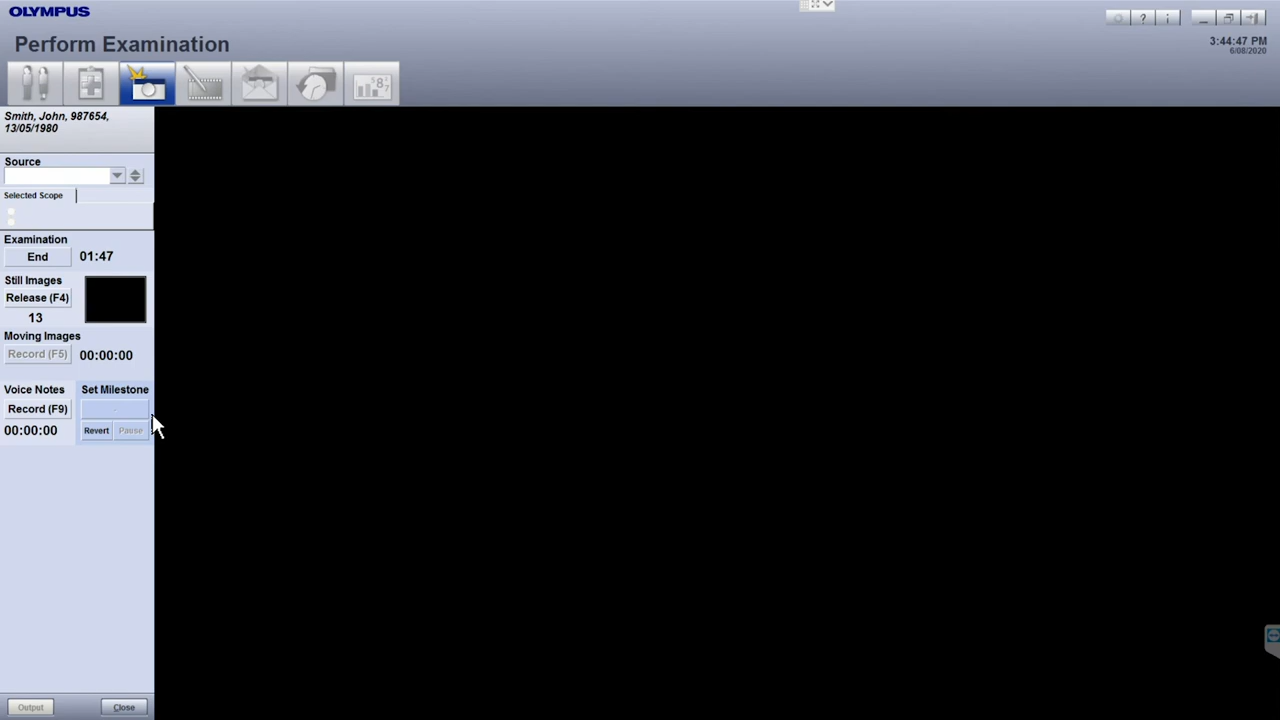 OLYMPUS
? i
Perform Examination
3:44:47 PM
6/08/2020
Smith, John, 987654,
13/05/1980
Source
Selected Scope
Examination
End 01:47
Still Images
Release (F4)
13
Moving Images
Record (F5) 00:00:00
Voice Notes Set Milestone
Record (F9) -
00:00:00 Revert Pause
Output Close